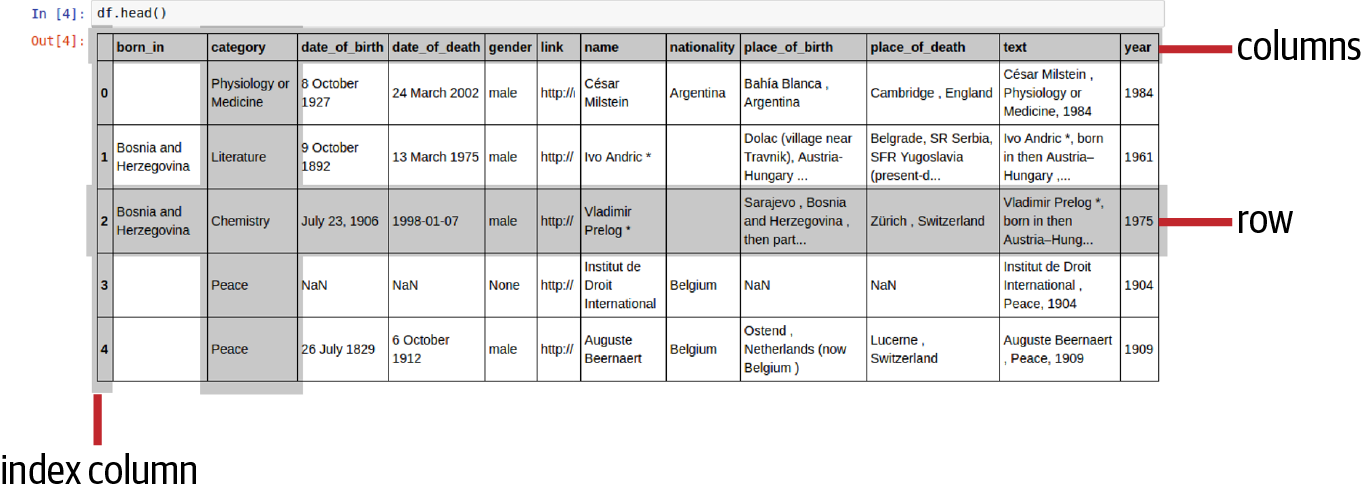 In [4]: df.head()
Out[4]:
born_in category date_of_birth date_of_death gender link name nationality place_of_birth place_of_death text year
columns
0 Physiology or Medicine 8 October 1927 24 March 2002 male http:// César Milstein Argentina Bahía Blanca , Argentina Cambridge , England César Milstein , Physiology or Medicine, 1984 1984
1 Bosnia and Herzegovina Literature 9 October 1892 13 March 1975 male http:// Ivo Andric * Dolac (village near Travnik), Austria-Hungary ... Belgrade, SR Serbia, SFR Yugoslavia (present-d... Ivo Andric *, born in then Austria–Hungary ,... 1961
2 Bosnia and Herzegovina Chemistry July 23, 1906 1998-01-07 male http:// Vladimir Prelog * Sarajevo , Bosnia and Herzegovina , then part... Zürich , Switzerland Vladimir Prelog *, born in then Austria–Hung... 1975
row
3 Peace NaN NaN None http:// Institut de Droit International Belgium NaN NaN Institut de Droit International , Peace, 1904 1904
4 Peace 26 July 1829 6 October 1912 male http:// Auguste Beernaert Belgium Ostend , Netherlands (now Belgium ) Lucerne , Switzerland Auguste Beernaert , Peace, 1909 1909
index column